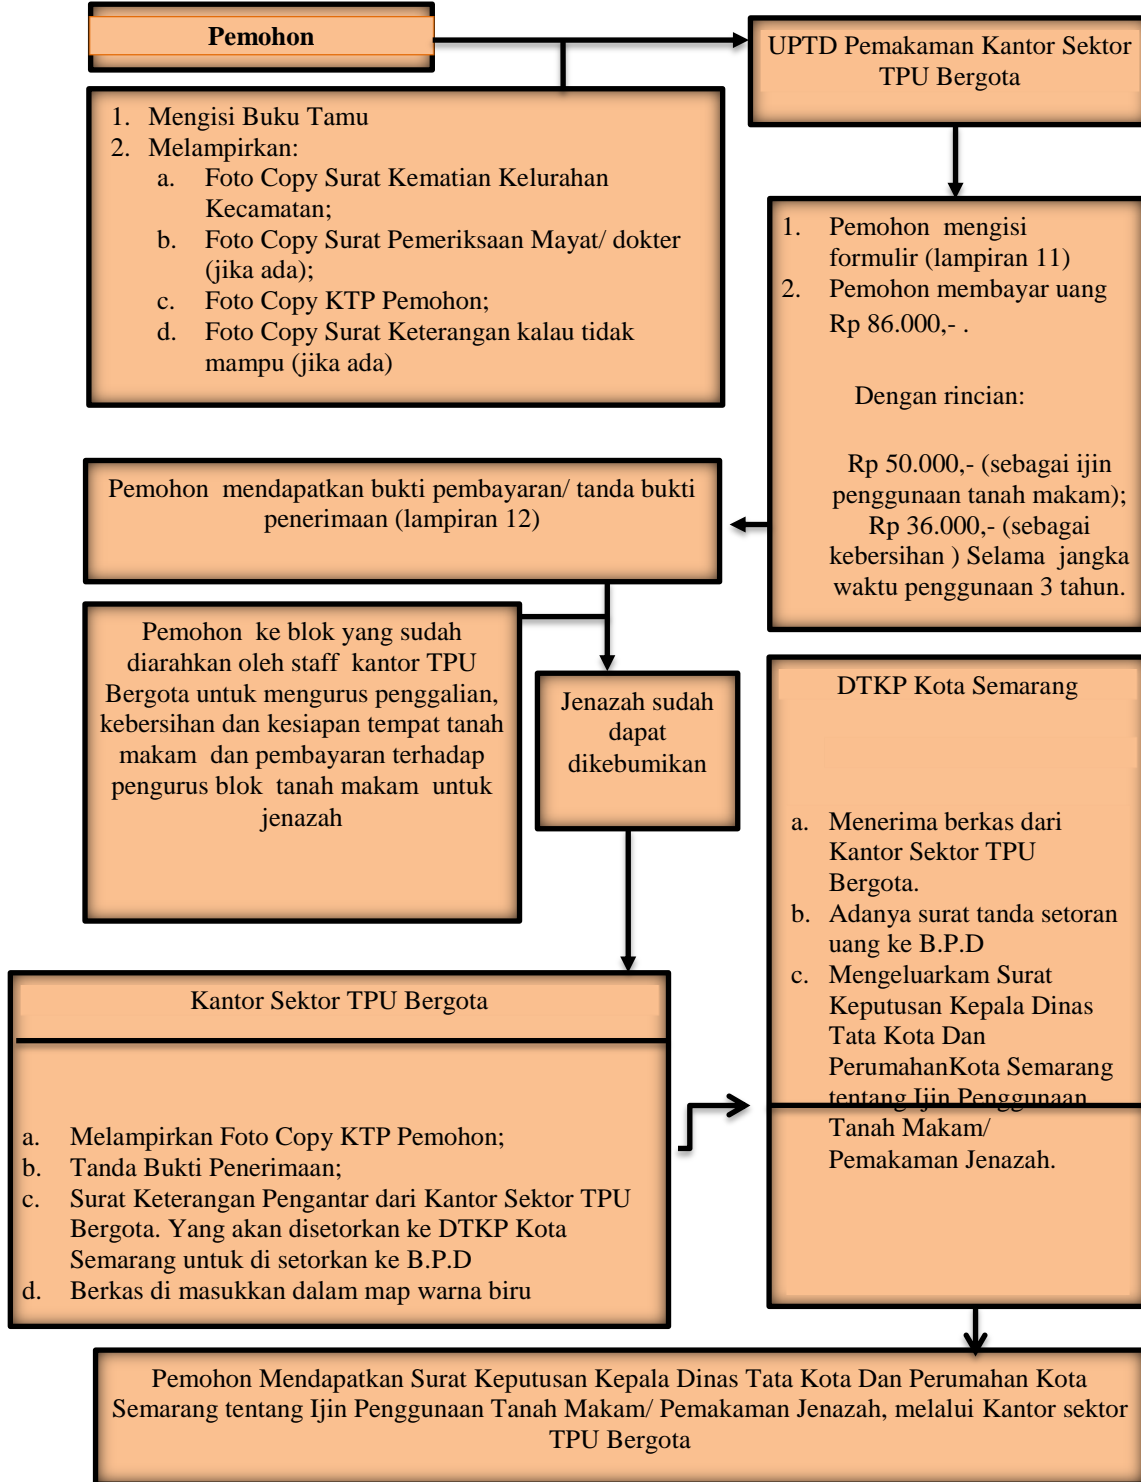 Pemohon
UPTD Pemakaman Kantor Sektor
TPU Bergota
1. Mengisi Buku Tamu
2. Melampirkan:
a. Foto Copy Surat Kematian Kelurahan
Kecamatan;
b. Foto Copy Surat Pemeriksaan Mayat/ dokter
(jika ada);
c. Foto Copy KTP Pemohon;
d. Foto Copy Surat Keterangan kalau tidak
mampu (jika ada)
1. Pemohon mengisi
formulir (lampiran 11)
2. Pemohon membayar uang
Rp 86.000,- .
Dengan rincian:
Rp 50.000,- (sebagai ijin
penggunaan tanah makam);
Rp 36.000,- (sebagai
kebersihan ) Selama jangka
waktu penggunaan 3 tahun.
Pemohon mendapatkan bukti pembayaran/ tanda bukti
penerimaan (lampiran 12)
Pemohon ke blok yang sudah
diarahkan oleh staff kantor TPU
Bergota untuk mengurus penggalian,
kebersihan dan kesiapan tempat tanah
makam dan pembayaran terhadap
pengurus blok tanah makam untuk
jenazah
Jenazah sudah
dapat
dikebumikan
Kantor Sektor TPU Bergota
a. Melampirkan Foto Copy KTP Pemohon;
b. Tanda Bukti Penerimaan;
c. Surat Keterangan Pengantar dari Kantor Sektor TPU
Bergota. Yang akan disetorkan ke DTKP Kota
Semarang untuk di setorkan ke B.P.D
d. Berkas di masukkan dalam map warna biru
DTKP Kota Semarang
a. Menerima berkas dari
Kantor Sektor TPU
Bergota.
b. Adanya surat tanda setoran
uang ke B.P.D
c. Mengeluarkam Surat
Keputusan Kepala Dinas
Tata Kota Dan
PerumahanKota Semarang
tentang Ijin Penggunaan
Tanah Makam/
Pemakaman Jenazah.
Pemohon Mendapatkan Surat Keputusan Kepala Dinas Tata Kota Dan Perumahan Kota
Semarang tentang Ijin Penggunaan Tanah Makam/ Pemakaman Jenazah, melalui Kantor sektor
TPU Bergota